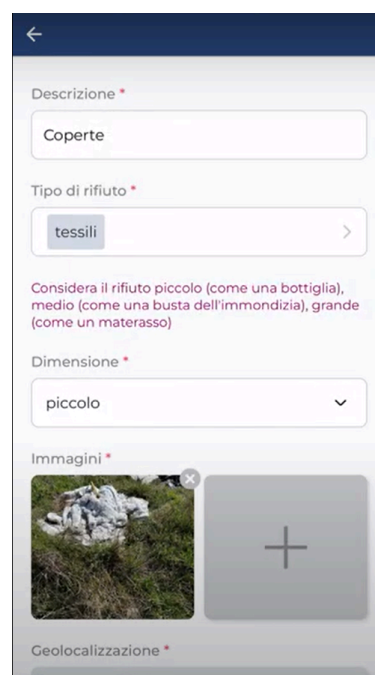 Descrizione *
Coperte
Tipo di rifiuto *
tessili
Considera il rifiuto piccolo (come una bottiglia),
medio (come una busta dell'immondizia), grande
(come un materasso)
Dimensione *
piccolo
Immagini *
Geolocalizzazione *